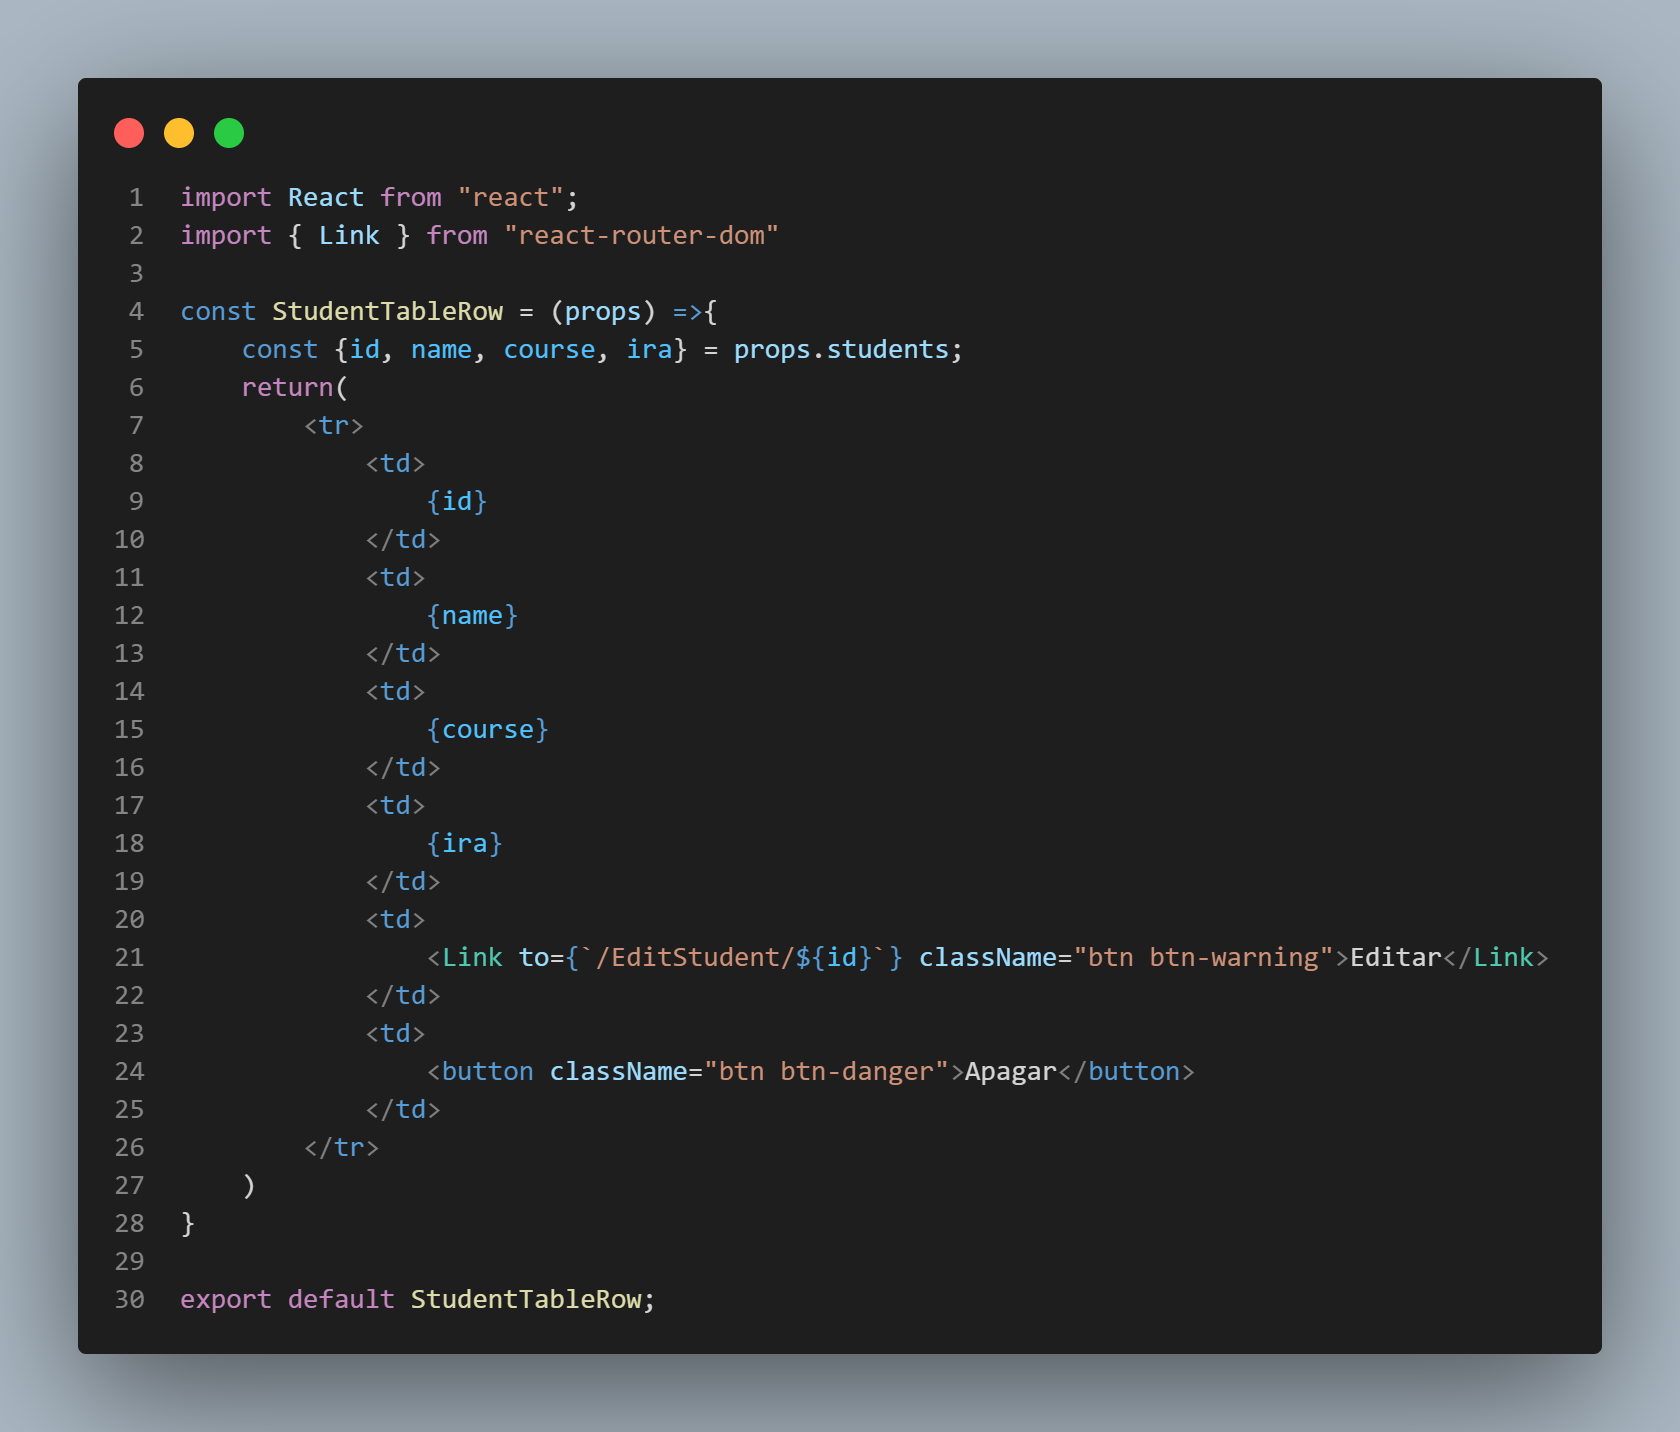 1 import React from "react";
2 import { Link } from "react-router-dom"
3
4 const StudentTableRow = (props) =>{
5     const {id, name, course, ira} = props.students;
6     return(
7         <tr>
8             <td>
9                 {id}
10             </td>
11             <td>
12                 {name}
13             </td>
14             <td>
15                 {course}
16             </td>
17             <td>
18                 {ira}
19             </td>
20             <td>
21                 <Link to={`/EditStudent/${id}`} className="btn btn-warning">Editar</Link>
22             </td>
23             <td>
24                 <button className="btn btn-danger">Apagar</button>
25             </td>
26         </tr>
27     )
28 }
29
30 export default StudentTableRow;